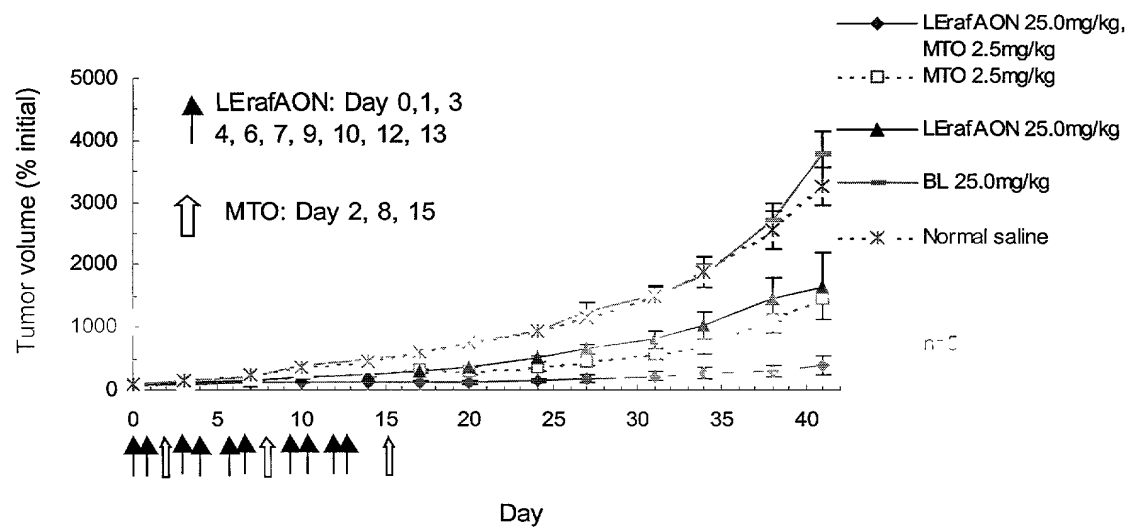 LErafAON 25.0mg/kg,
MTO 2.5mg/kg
MTO 2.5mg/kg
LErafAON 25.0mg/kg
BL 25.0mg/kg
Normal saline
Tumor volume (% initial)
5000
4000
3000
2000
1000
0
LErafAON: Day 0,1, 3
4, 6, 7, 9, 10, 12, 13
MTO: Day 2, 8, 15
0 5 10 15 20 25 30 35 40
Day